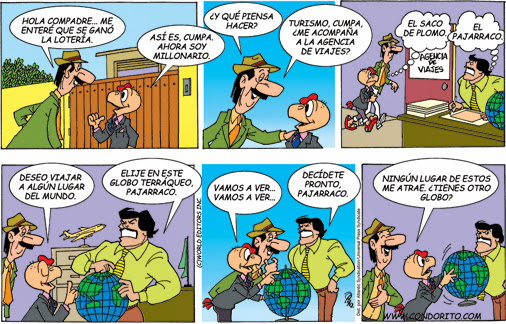 HOLA COMPADRE... ME
ENTERÉ QUE SE GANÓ
LA LOTERÍA.
ASÍ ES, CUMPA.
AHORA SOY
MILLONARIO.
¿Y QUÉ PIENSA
HACER?
TURISMO, CUMPA,
¿ME ACOMPAÑA
A LA AGENCIA
DE VIAJES?
EL SACO
DE PLOMO.
EL
PAJARRACO.
AGENCIA
DE
VIAJES
DESEO VIAJAR
A ALGÚN LUGAR
DEL MUNDO.
ELIJE EN ESTE
GLOBO TERRÁQUEO,
PAJARRACO.
(C)WORLD EDITORS INC.
VAMOS A VER...
VAMOS A VER...
DECÍDETE
PRONTO,
PAJARRACO.
NINGÚN LUGAR DE ESTOS
ME ATRAE. ¿TIENES OTRO
GLOBO?
WWW.CONDORITO.COM